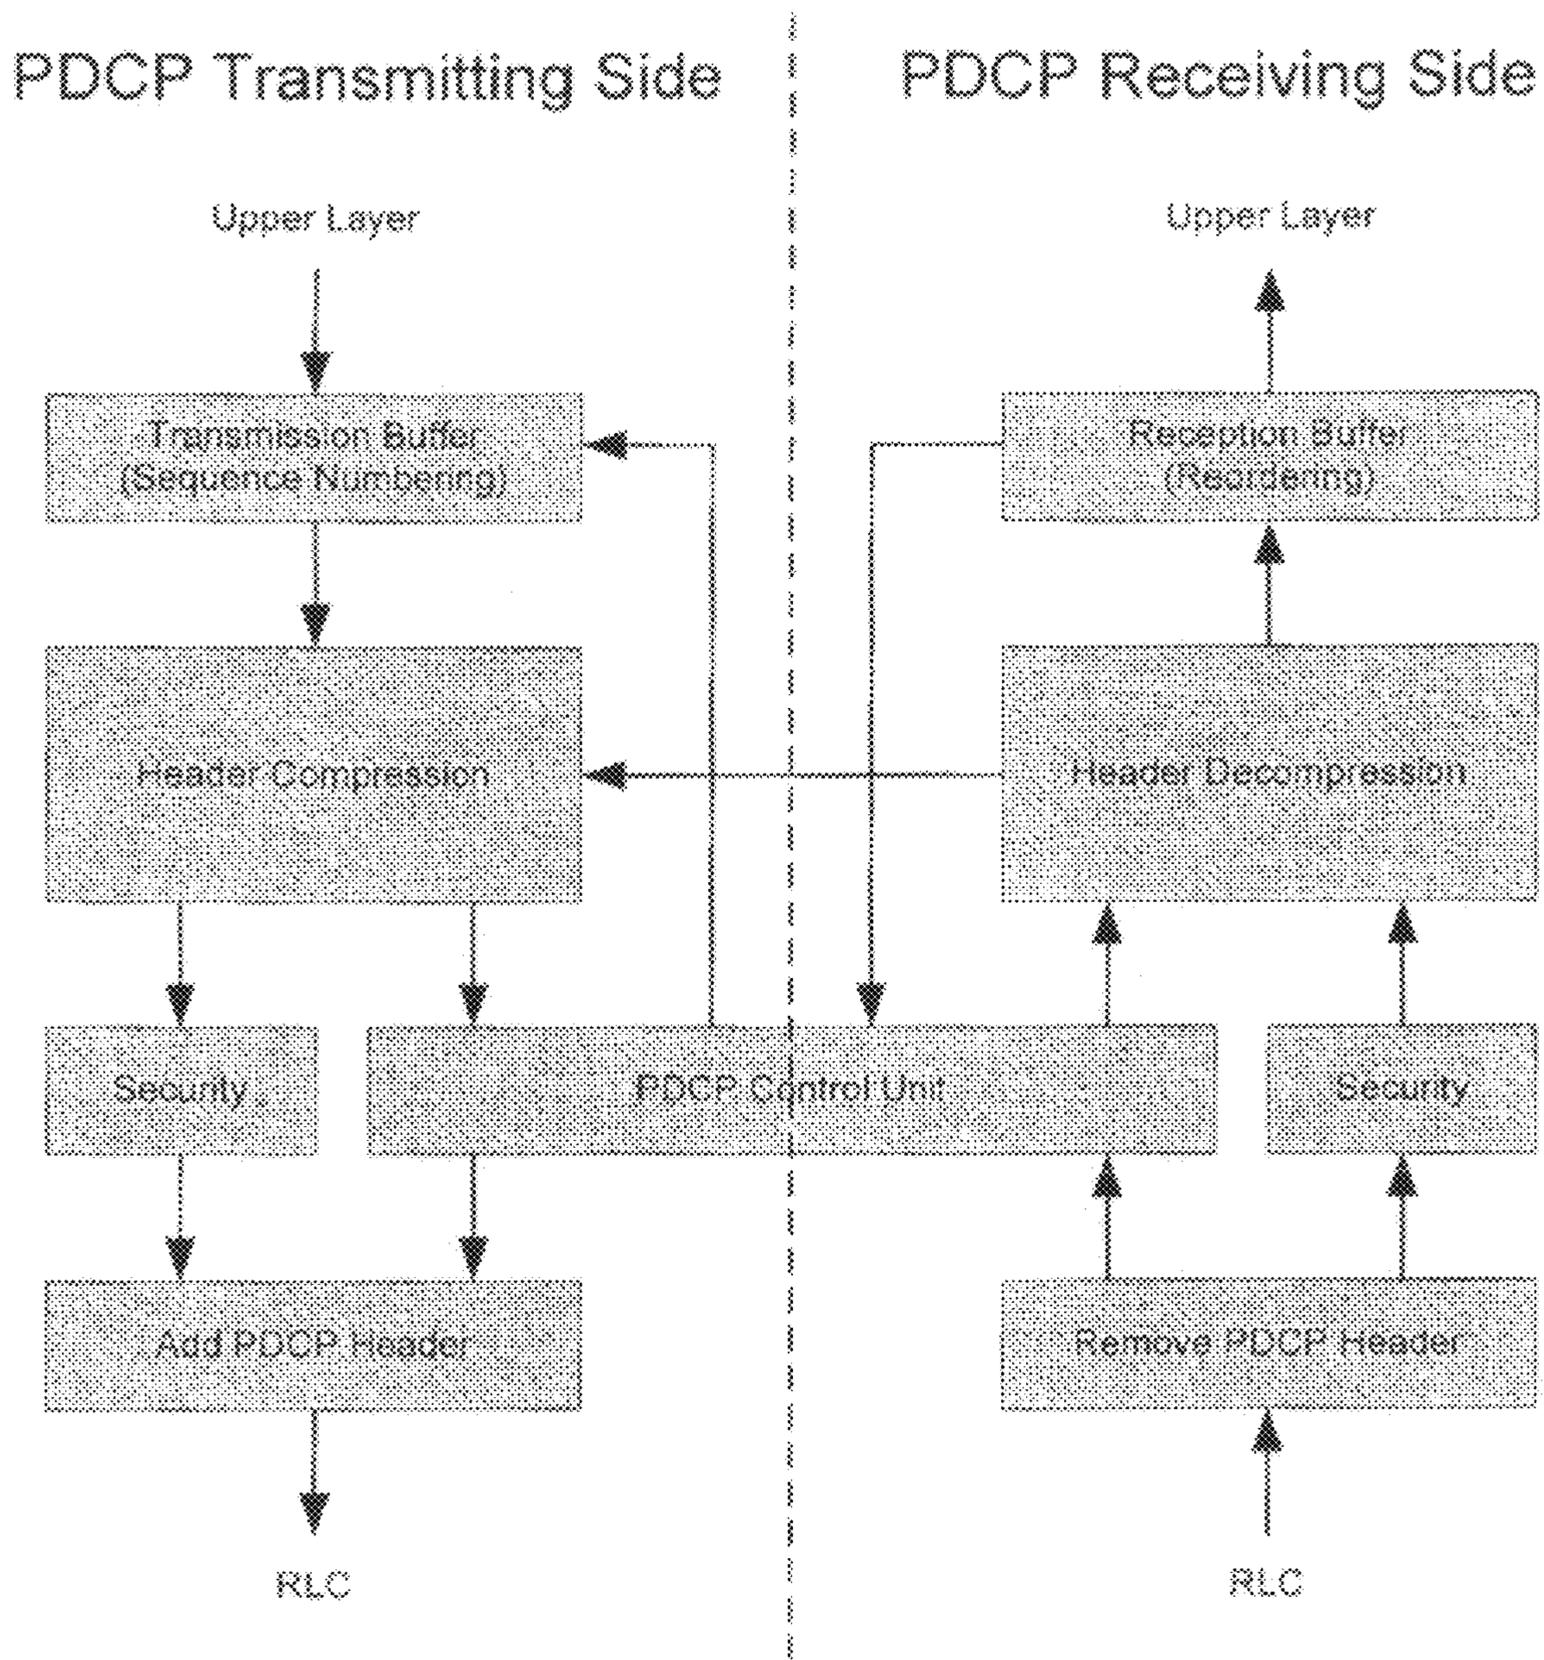 PDCP Transmitting Side
PDCP Receiving Side
Upper Layer
Upper Layer
Transmission Buffer
(Sequence Numbering)
Reception Buffer
(Reordering)
Header Compression
Header Decompression
Security
PDCP Control Unit
Security
Add PDCP Header
Remove PDCP Header
RLC
RLC